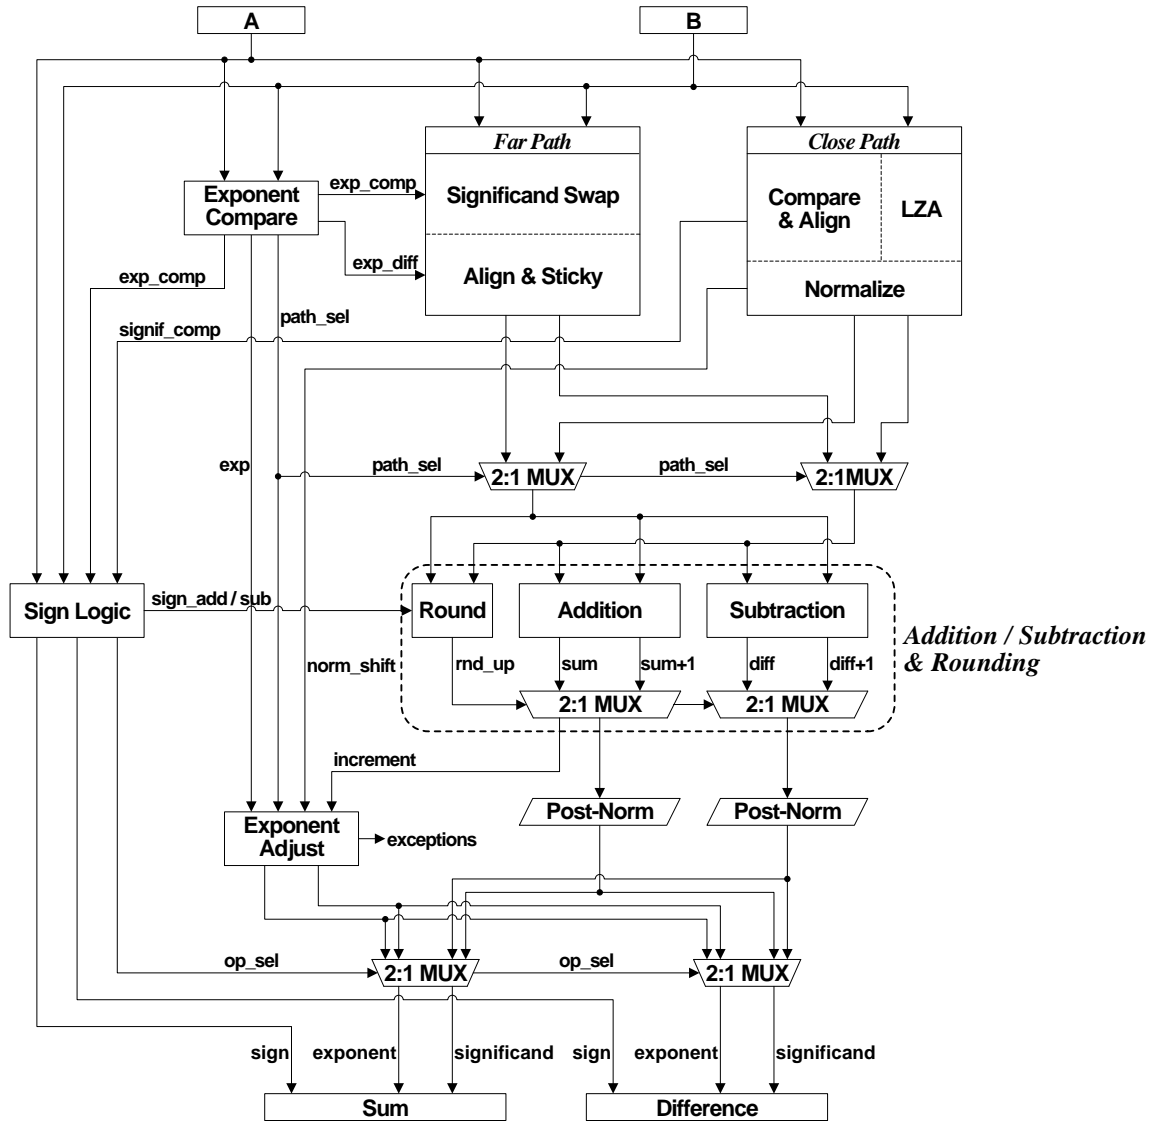 A
B
Far Path
Close Path
Exponent
Compare
exp_comp
Significand Swap
Compare
& Align
LZA
exp_comp
exp_diff
Align & Sticky
Normalize
path_sel
signif_comp
exp
path_sel
2:1 MUX
path_sel
2:1MUX
Sign Logic
sign_add / sub
Round
Addition
Subtraction
Addition / Subtraction
& Rounding
norm_shift
rnd_up
sum
sum+1
diff
diff+1
2:1 MUX
2:1 MUX
increment
Post-Norm
Post-Norm
Exponent
Adjust
exceptions
op_sel
2:1 MUX
op_sel
2:1 MUX
sign
exponent
significand
sign
exponent
significand
Sum
Difference